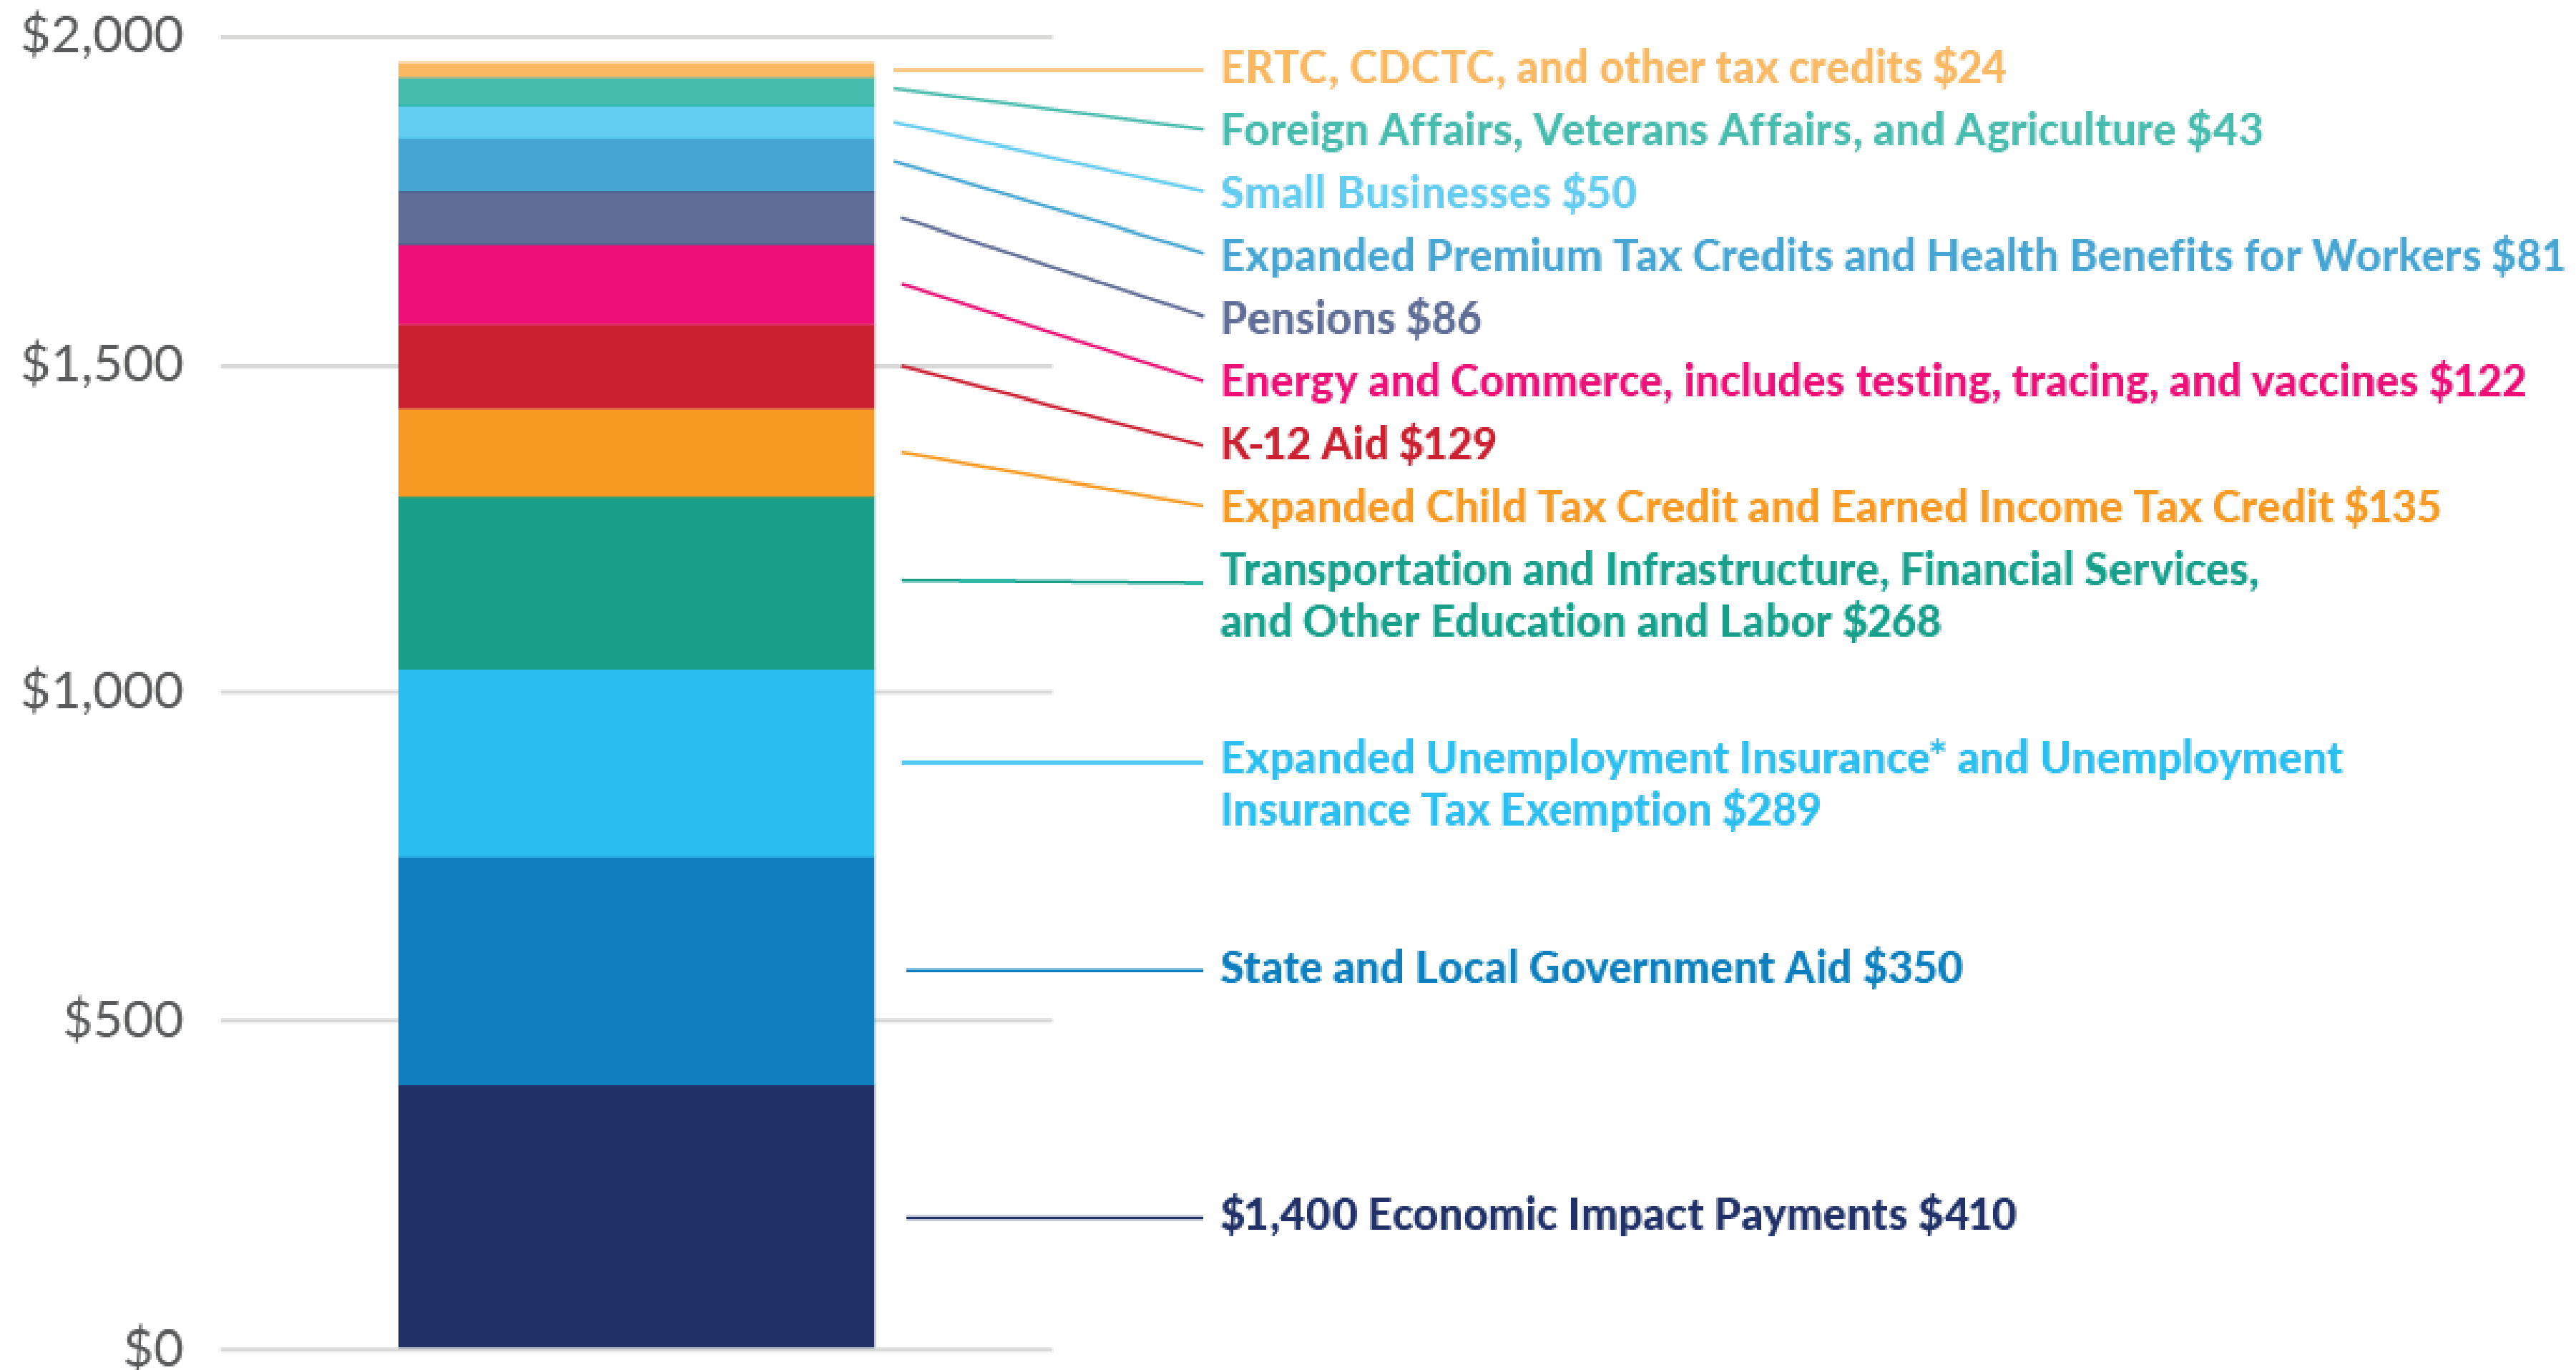 $2,000
ERTC, CDCTC, and other tax credits $24
Foreign Affairs, Veterans Affairs, and Agriculture $43
Small Businesses $50
Expanded Premium Tax Credits and Health Benefits for Workers $81
Pensions $86
$1,500
Energy and Commerce, includes testing, tracing, and vaccines $122
K-12 Aid $129
Expanded Child Tax Credit and Earned Income Tax Credit $135
Transportation and Infrastructure, Financial Services,
and Other Education and Labor $268
$1,000
Expanded Unemployment Insurance* and Unemployment
Insurance Tax Exemption $289
State and Local Government Aid $350
$500
$1,400 Economic Impact Payments $410
$0